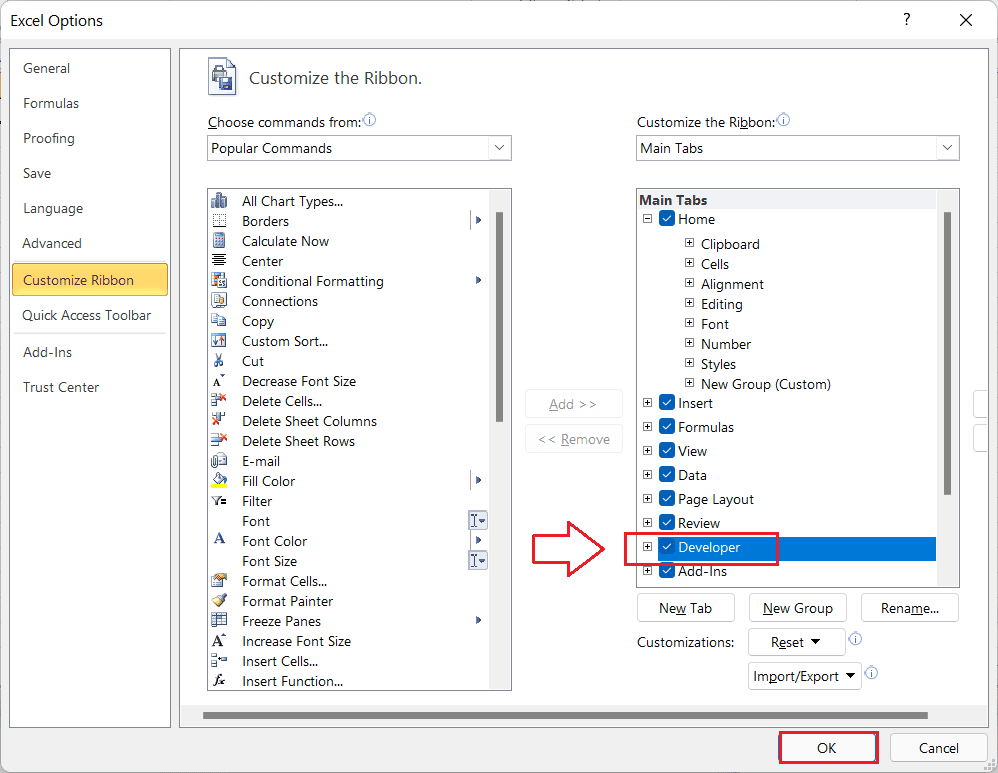 Excel Options
?
General
Formulas
Proofing
Save
Language
Advanced
Customize Ribbon
Quick Access Toolbar
Add-Ins
Trust Center
Customize the Ribbon.
Choose commands from:
Popular Commands
All Chart Types...
Borders
Calculate Now
Center
Conditional Formatting
Connections
Copy
Custom Sort...
Cut
Decrease Font Size
Delete Cells...
Delete Sheet Columns
Delete Sheet Rows
E-mail
Fill Color
Filter
Font
Font Color
Font Size
Format Cells...
Format Painter
Freeze Panes
Increase Font Size
Insert Cells...
Insert Function...
Add >>
<< Remove
Customize the Ribbon:
Main Tabs
Main Tabs
Home
Clipboard
Cells
Alignment
Editing
Font
Number
Styles
New Group (Custom)
Insert
Formulas
View
Data
Page Layout
Review
Developer
Add-Ins
New Tab
New Group
Rename...
Customizations:
Reset
Import/Export
OK
Cancel